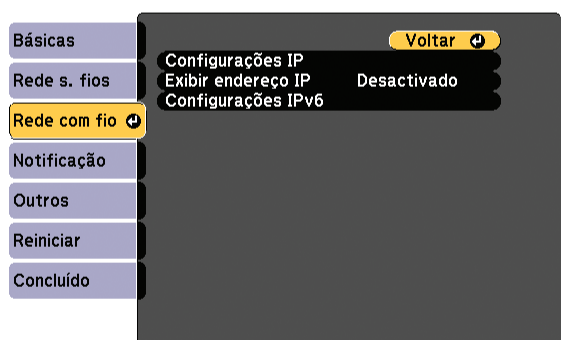 Básicas
Rede s. fios
Rede com fio
Notificação
Outros
Reiniciar
Concluído
Voltar
Configurações IP
Exibir endereço IP Desactivado
Configurações IPv6